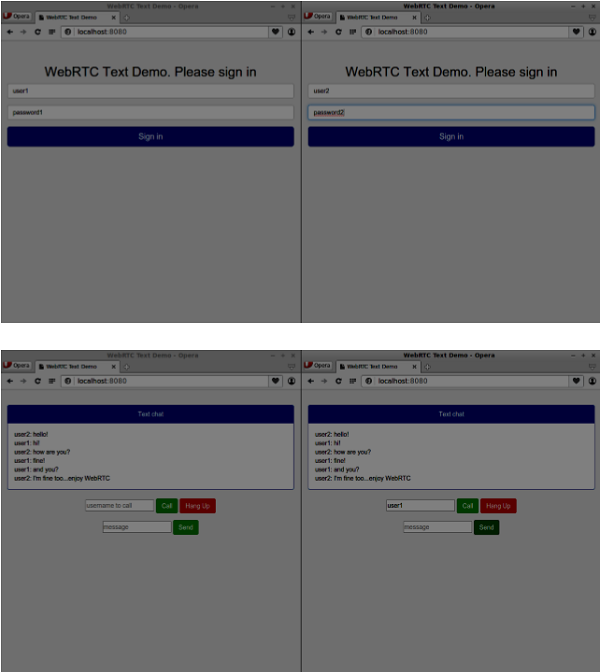 WebRTC Text Demo - Opera
Opera
WebRTC Text Demo
localhost:8080
WebRTC Text Demo. Please sign in
user1
password1
Sign in
WebRTC Text Demo - Opera
Opera
WebRTC Text Demo
localhost:8080
WebRTC Text Demo. Please sign in
user2
password2
Sign in
WebRTC Text Demo - Opera
Opera
WebRTC Text Demo
localhost:8080
Text chat
user2: hello!
user1: hi!
user2: how are you?
user1: fine!
user1: and you?
user2: I'm fine too...enjoy WebRTC
username to call Call Hang Up
message Send
WebRTC Text Demo - Opera
Opera
WebRTC Text Demo
localhost:8080
Text chat
user2: hello!
user1: hi!
user2: how are you?
user1: fine!
user1: and you?
user2: I'm fine too...enjoy WebRTC
user1 Call Hang Up
message Send